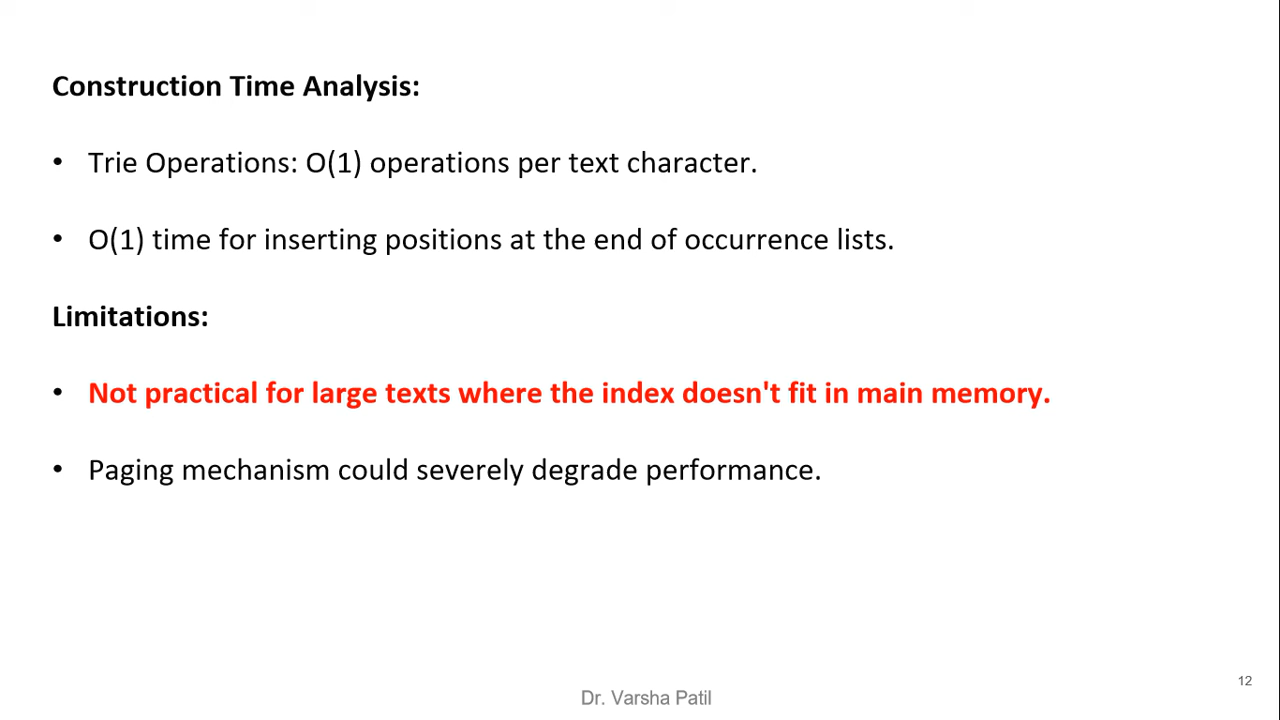 Construction Time Analysis:
• Trie Operations: O(1) operations per text character.
• O(1) time for inserting positions at the end of occurrence lists.
Limitations:
• Not practical for large texts where the index doesn't fit in main memory.
• Paging mechanism could severely degrade performance.
12
Dr. Varsha Patil